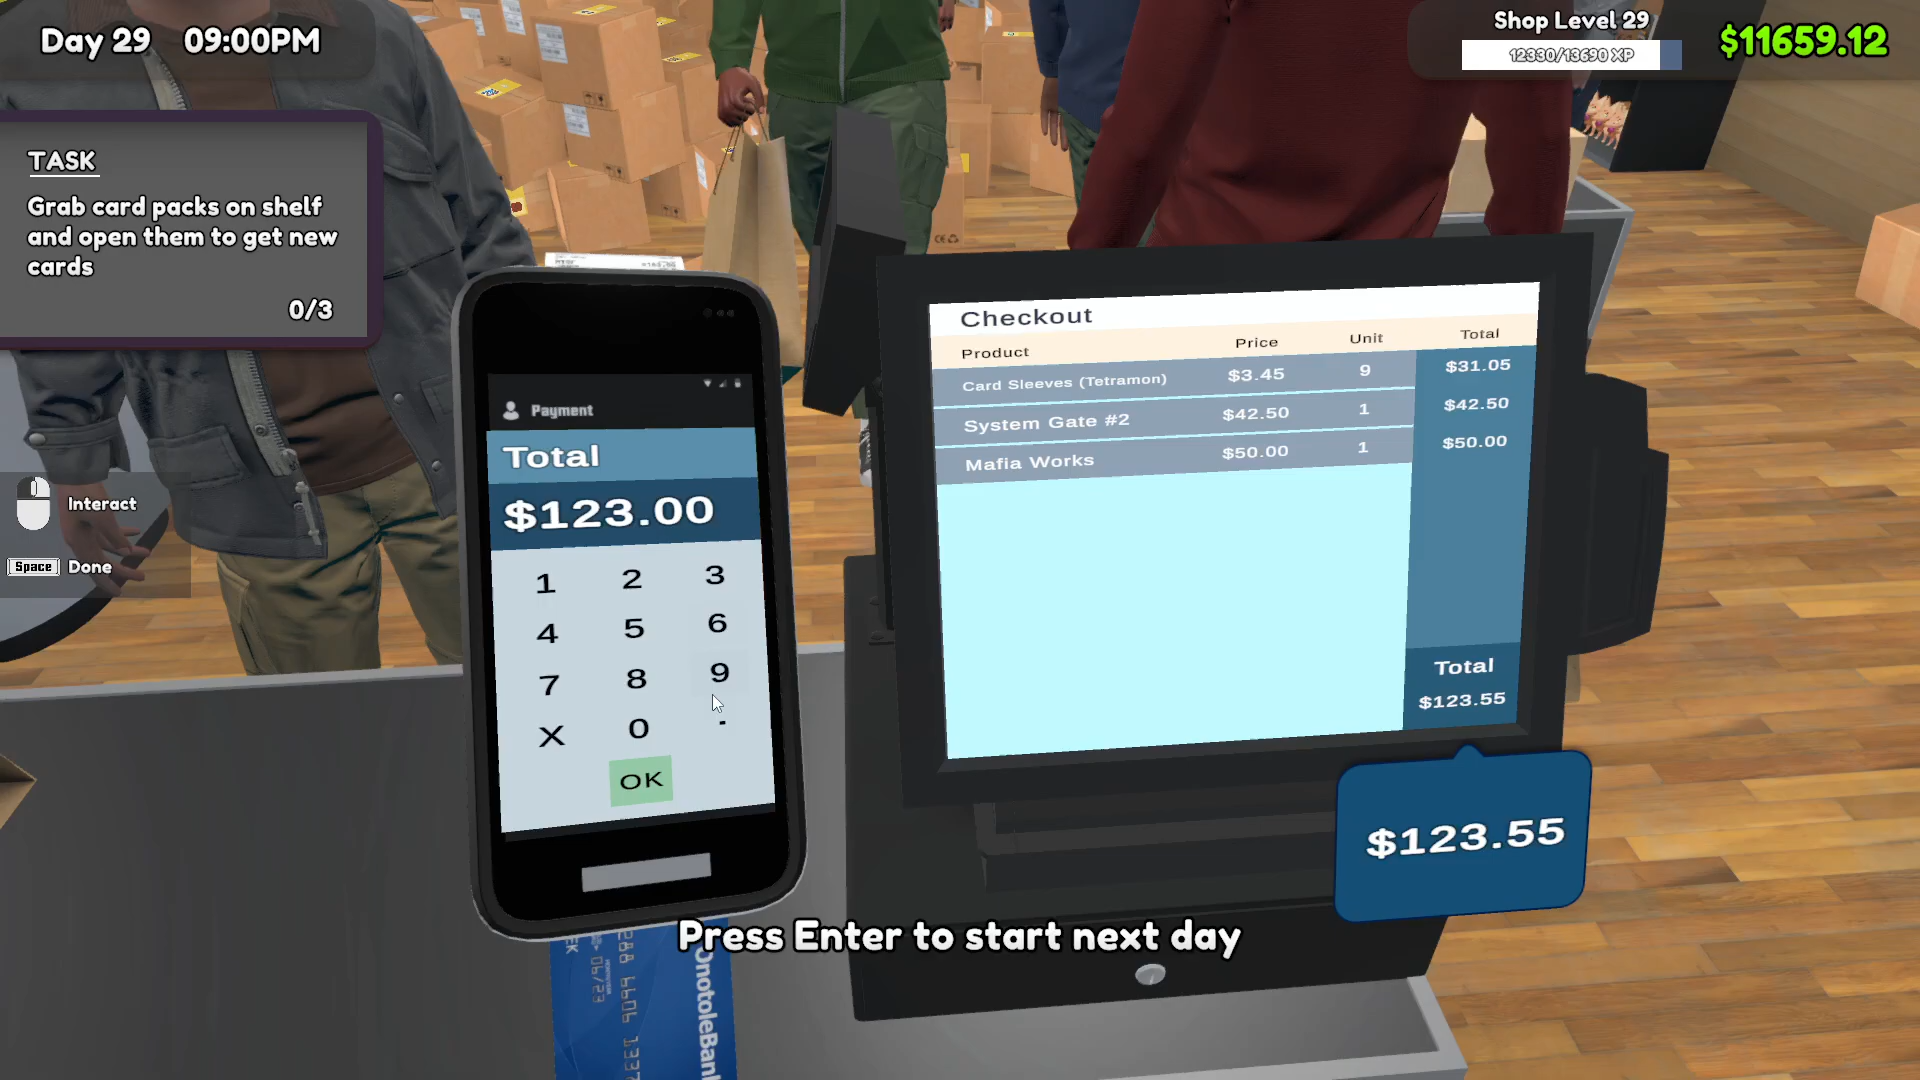 Day 29 09:00PM
Shop Level 29
12330/13690 XP
$11659.12
TASK
Grab card packs on shelf
and open them to get new
cards
0/3
Interact
Space Done
Payment
Total
$123.00
1 2 3
4 5 6
7 8 9
X 0 .
OK
Checkout
Product Price Unit Total
Card Sleeves (Tetramon) $3.45 9 $31.05
System Gate #2 $42.50 1 $42.50
Mafia Works $50.00 1 $50.00
Total
$123.55
$123.55
Press Enter to start next day